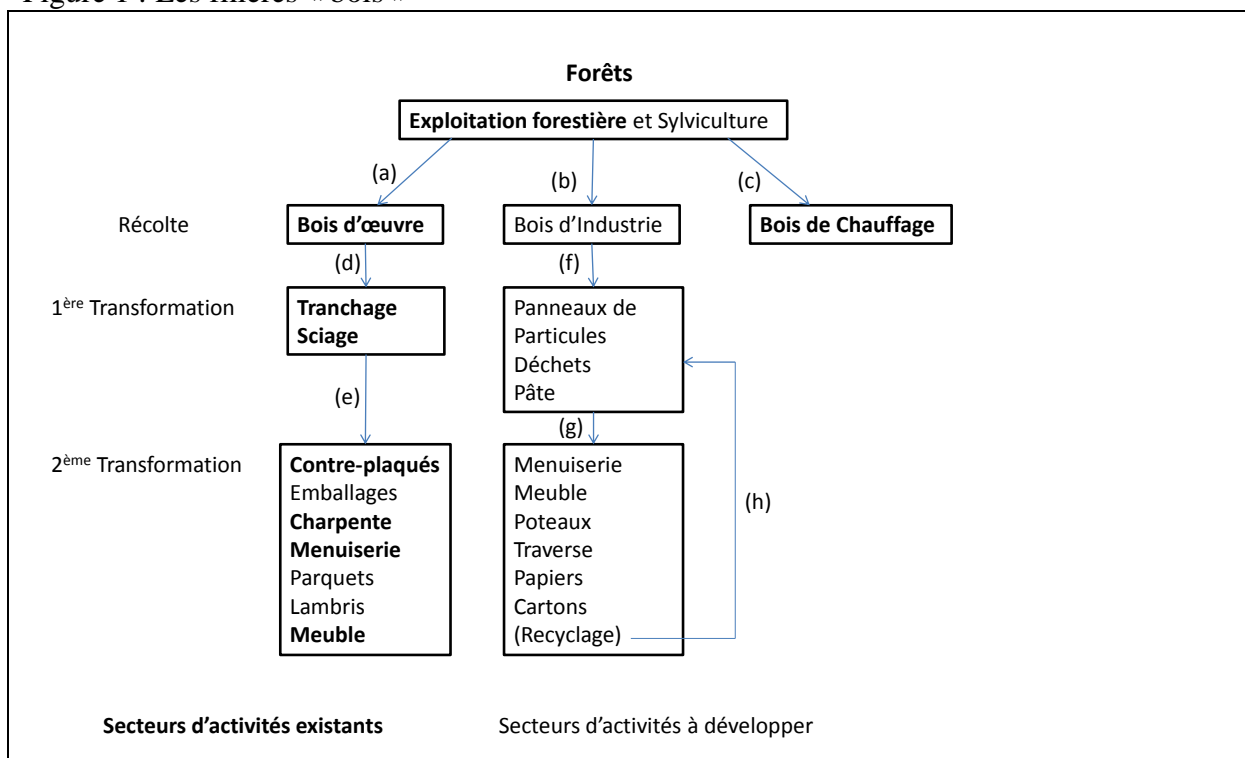 Figure 1 : Les filières « bois »
Forêts
Exploitation forestière et Sylviculture
(a)
(b)
(c)
Récolte
Bois d’œuvre
Bois d’Industrie
Bois de Chauffage
(d)
(f)
1ère Transformation
Tranchage
Sciage
Panneaux de
Particules
Déchets
Pâte
(e)
(g)
2ème Transformation
Contre-plaqués
Emballages
Charpente
Menuiserie
Parquets
Lambris
Meuble
Menuiserie
Meuble
Poteaux
Traverse
Papiers
Cartons
(Recyclage)
(h)
Secteurs d’activités existants
Secteurs d’activités à développer